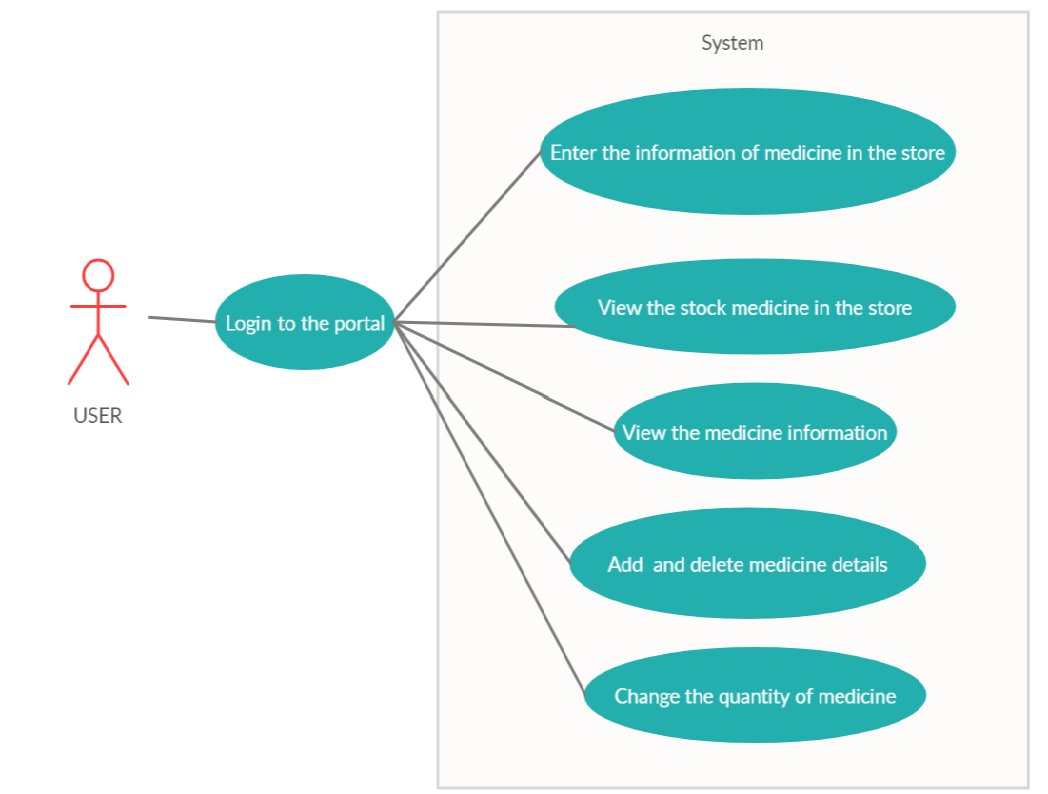 System
Enter the information of medicine in the store
View the stock medicine in the store
Login to the portal
USER
View the medicine information
Add  and delete medicine details
Change the quantity of medicine